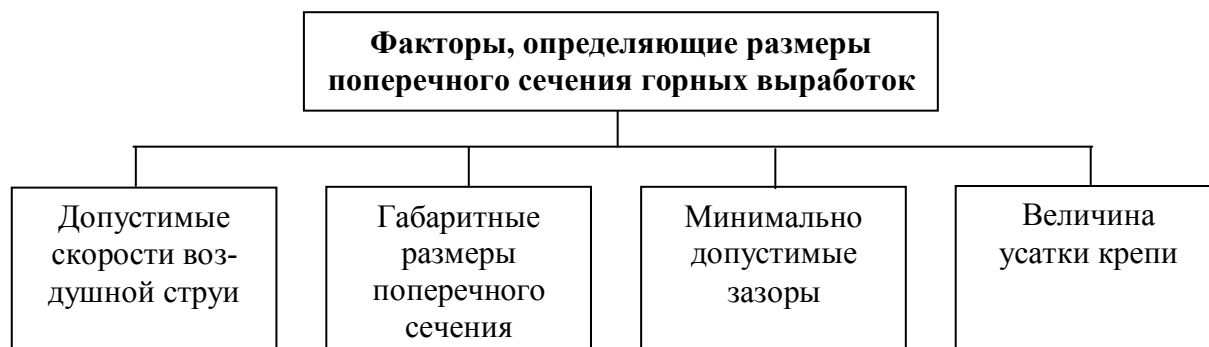 Факторы, определяющие размеры
поперечного сечения горных выработок
Допустимые
скорости воз-
душной струи
Габаритные
размеры
поперечного
сечения
Минимально
допустимые
зазоры
Величина
усатки крепи